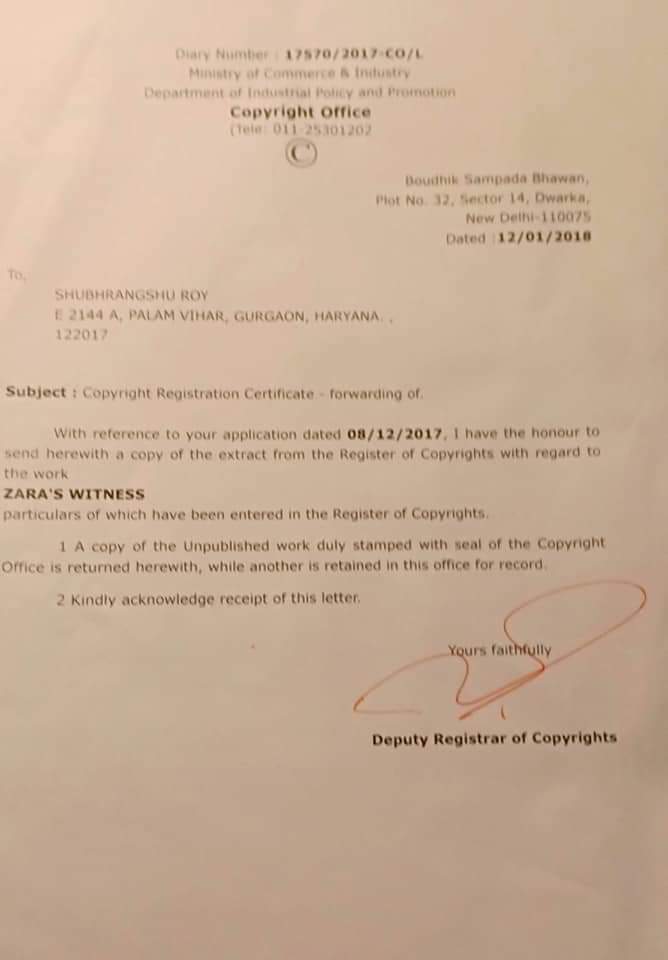 Diary Number : 17570/2017-CO/L
Ministry of Commerce & Industry
Department of Industrial Policy and Promotion
Copyright Office
(Tele: 011-25301202
©
Boudhik Sampada Bhawan,
Plot No. 32, Sector 14, Dwarka,
New Delhi-110075
Dated :12/01/2018
To,
SHUBHRANGSHU ROY
E 2144 A, PALAM VIHAR, GURGAON, HARYANA. ,
122017
Subject : Copyright Registration Certificate - forwarding of.
With reference to your application dated 08/12/2017, I have the honour to
send herewith a copy of the extract from the Register of Copyrights with regard to
the work
ZARA'S WITNESS
particulars of which have been entered in the Register of Copyrights.
1 A copy of the Unpublished work duly stamped with seal of the Copyright
Office is returned herewith, while another is retained in this office for record.
2 Kindly acknowledge receipt of this letter.
Yours faithfully
Deputy Registrar of Copyrights